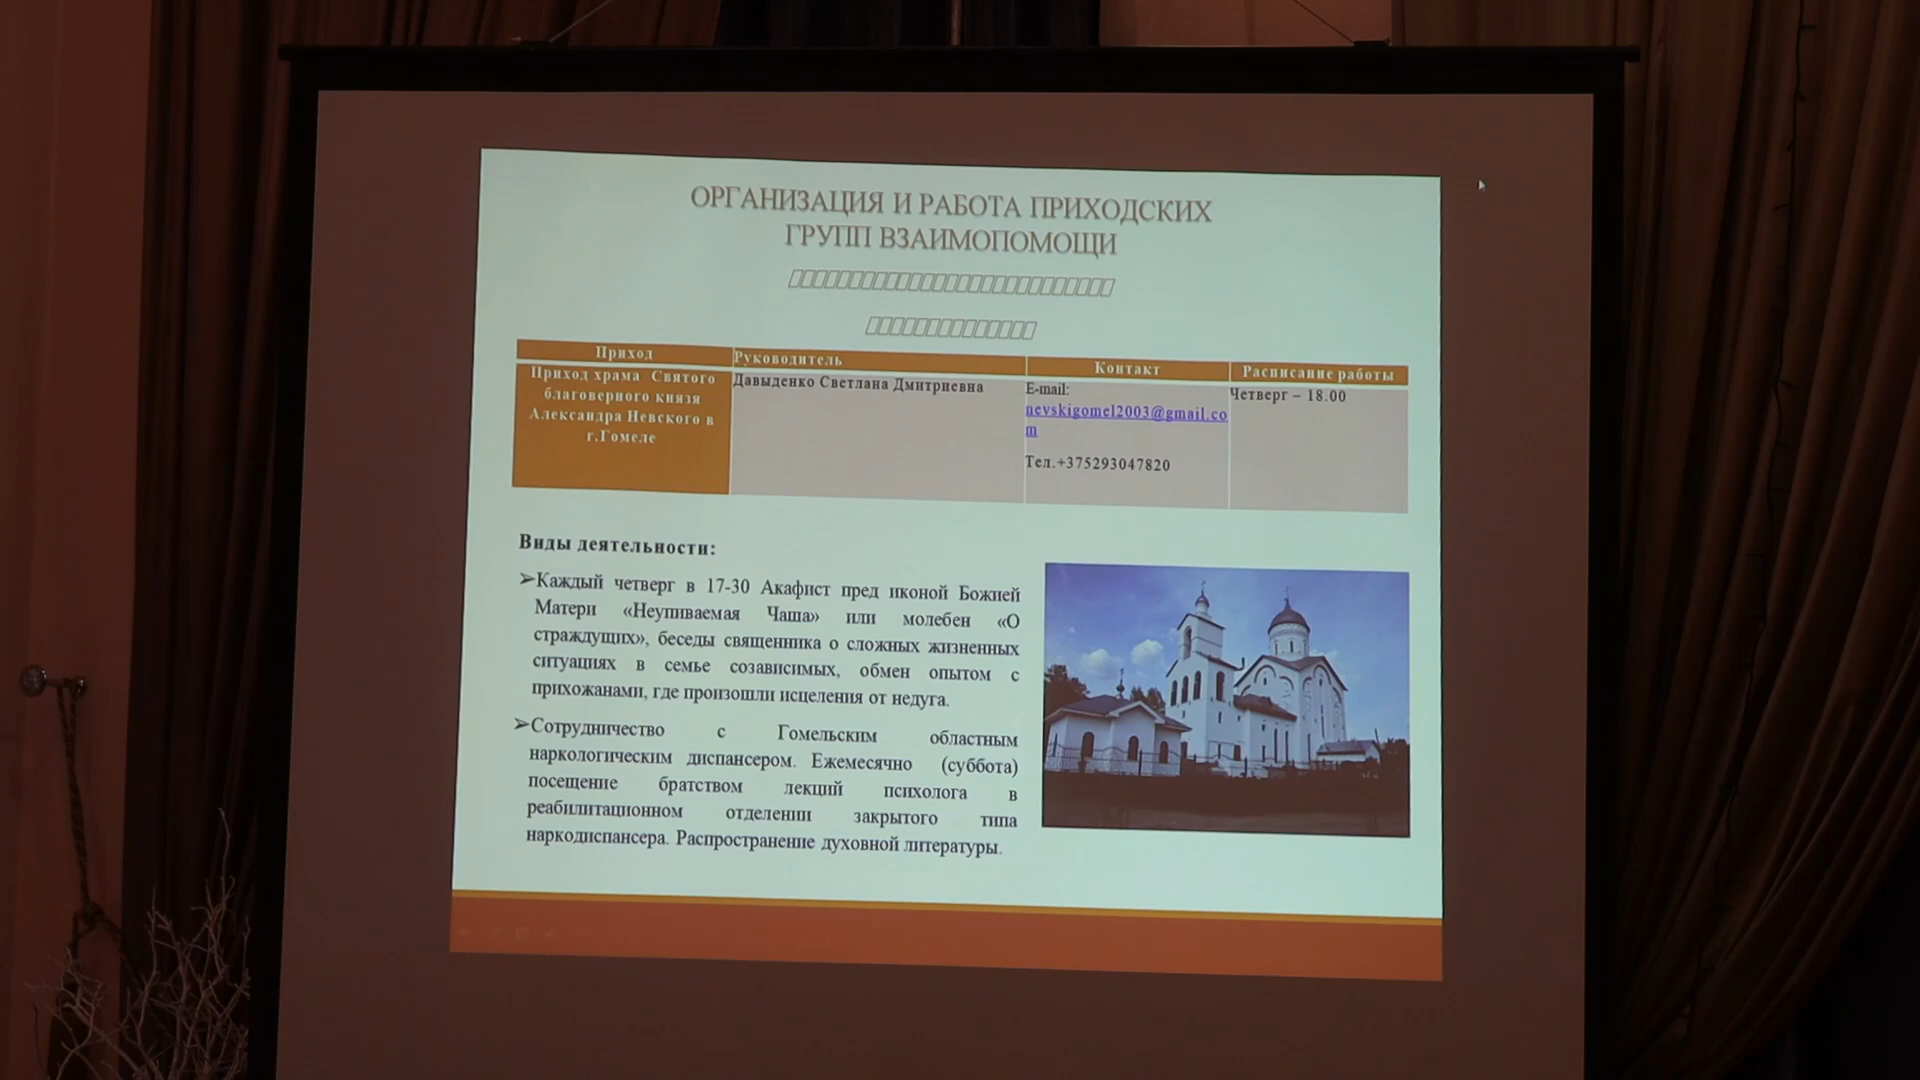 ОРГАНИЗАЦИЯ И РАБОТА ПРИХОДСКИХ
ГРУПП ВЗАИМОПОМОЩИ
Приход
Руководитель
Контакт
Расписание работы
Приход храма Святого
благоверного князя
Александра Невского в
г.Гомеле
Давыденко Светлана Дмитриевна
E-mail:
nevskigomel2003@gmail.co
m
Тел.+375293047820
Четверг – 18.00
Виды деятельности:
➢Каждый четверг в 17-30 Акафист пред иконой Божией
Матери «Неупиваемая Чаша» или молебен «О
страждущих», беседы священника о сложных жизненных
ситуациях в семье созависимых, обмен опытом с
прихожанами, где произошли исцеления от недуга.
➢Сотрудничество с Гомельским областным
наркологическим диспансером. Ежемесячно (суббота)
посещение братством лекций психолога в
реабилитационном отделении закрытого типа
наркодиспансера. Распространение духовной литературы.